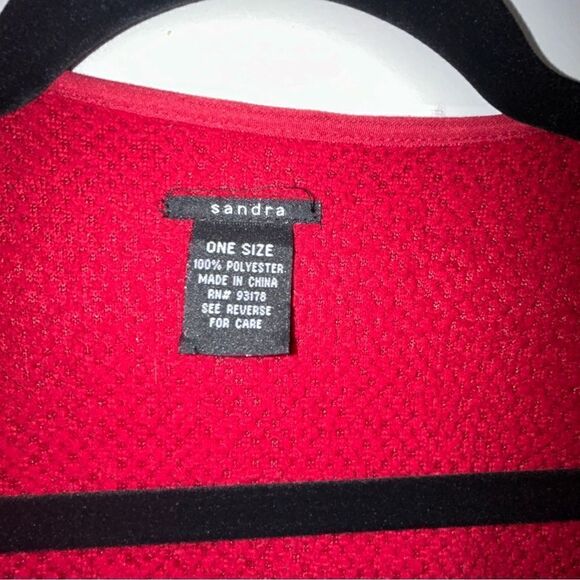 sandra
ONE SIZE
100% POLYESTER
MADE IN CHINA
RN# 93178
SEE REVERSE
FOR CARE